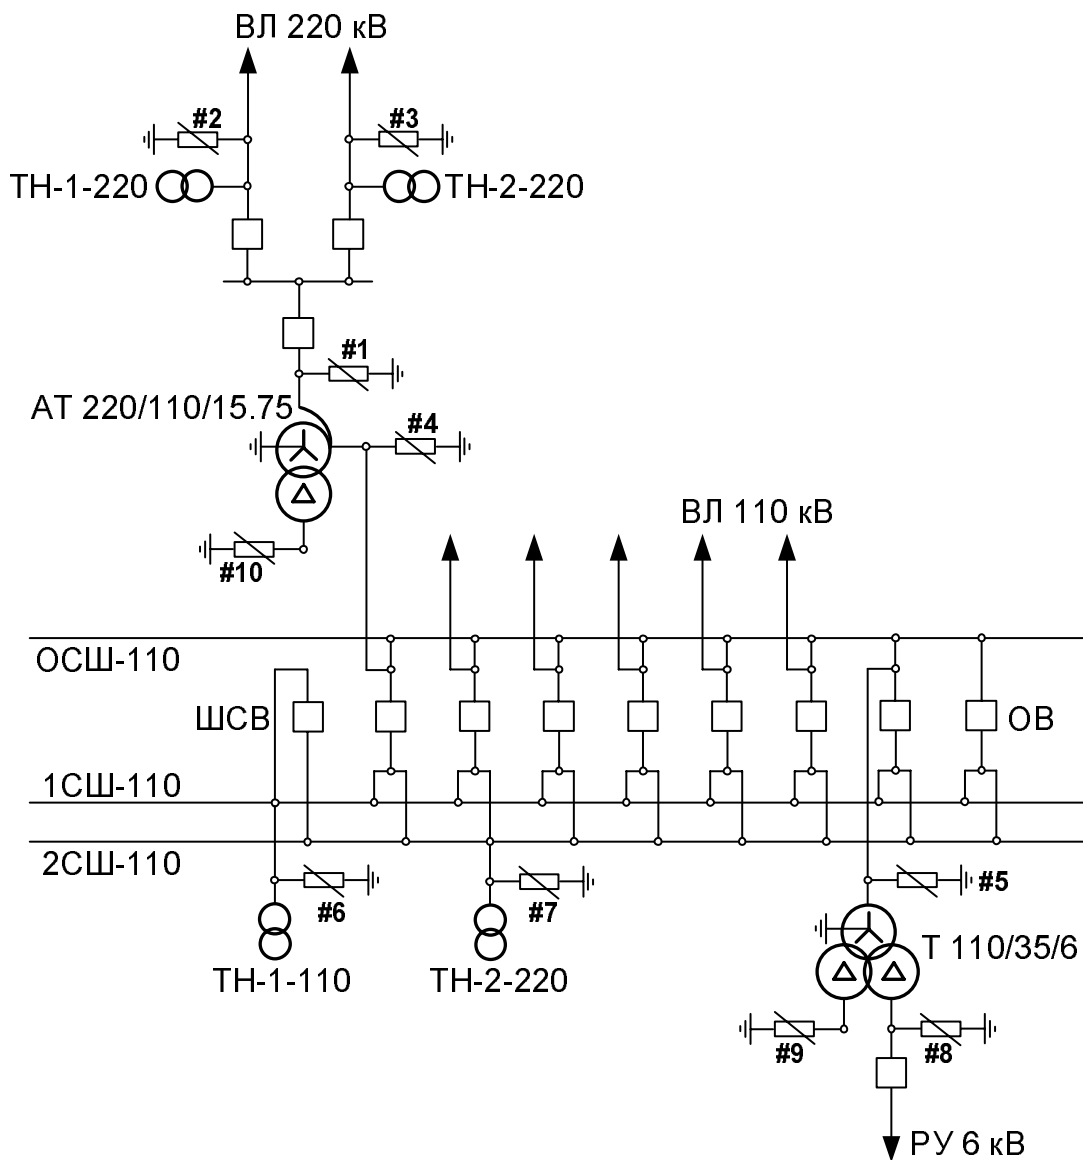 ВЛ 220 кВ
#2
#3
ТН-1-220
ТН-2-220
#1
АТ 220/110/15.75
#4
ВЛ 110 кВ
#10
ОСШ-110
ШСВ
ОВ
1СШ-110
2СШ-110
#6
#7
#5
ТН-1-110
ТН-2-220
Т 110/35/6
#9
#8
РУ 6 кВ